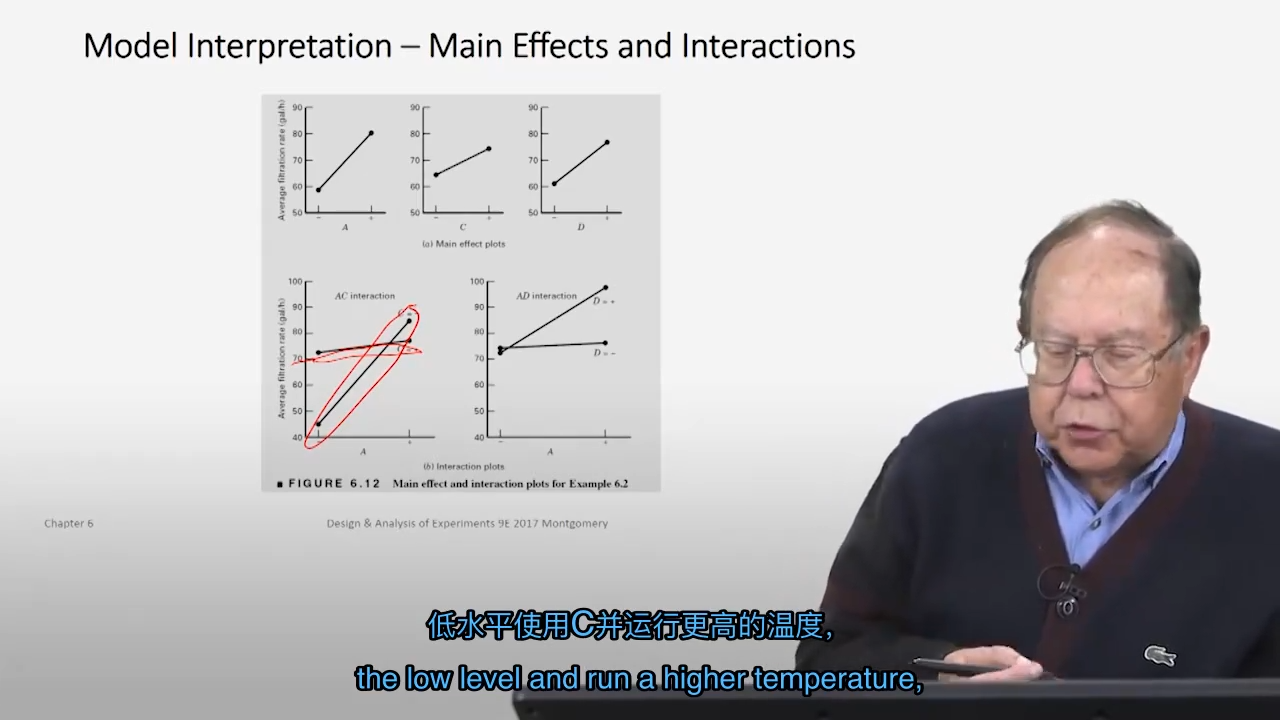 Model Interpretation – Main Effects and Interactions
Average filtration rate (gal/h)
90
80
70
60
50
–
+
A
90
80
70
60
50
–
+
C
90
80
70
60
50
–
+
D
(a) Main effect plots
Average filtration rate (gal/h)
100
90
80
70
60
50
40
AC interaction
+
A
100
90
80
70
60
50
40
AD interaction
D = +
D = –
–
+
A
(b) Interaction plots
■ FIGURE 6.12 Main effect and interaction plots for Example 6.2
Chapter 6
Design & Analysis of Experiments 9E 2017 Montgomery
低水平使用C并运行更高的温度，
the low level and run a higher temperature,